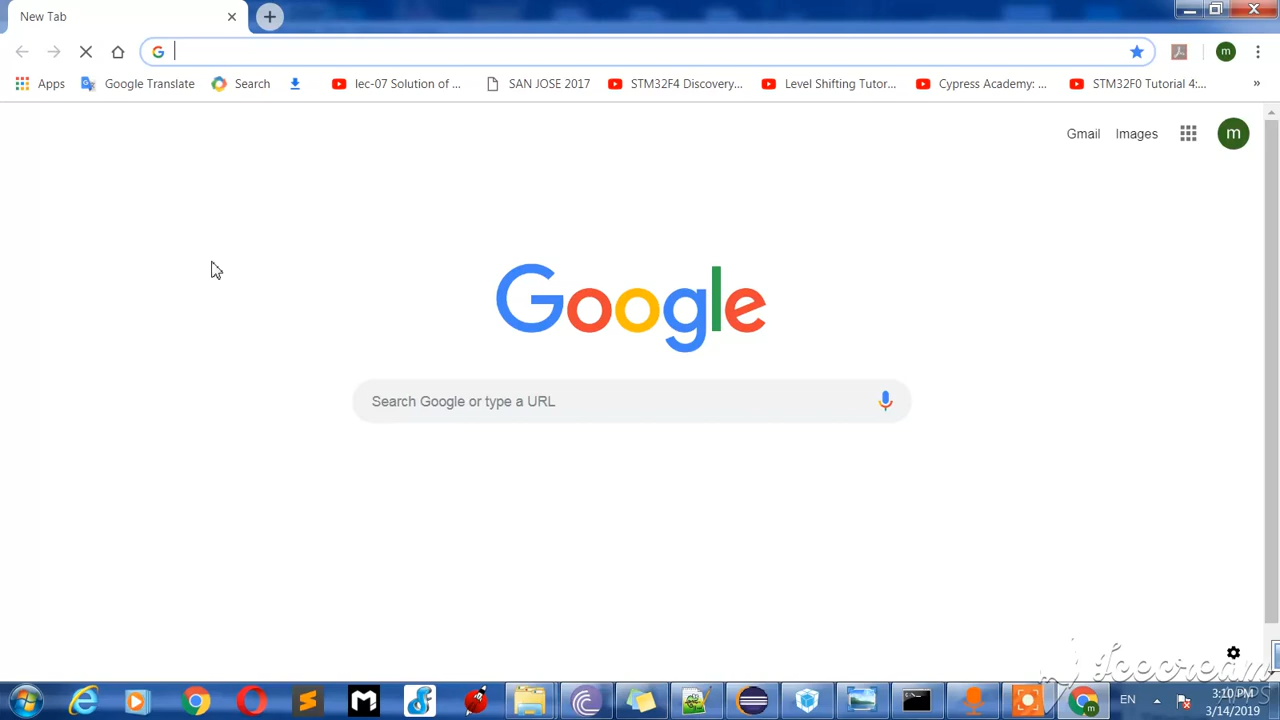 New Tab
Apps Google Translate Search lec-07 Solution of ... SAN JOSE 2017 STM32F4 Discovery... Level Shifting Tutor... Cypress Academy: ... STM32F0 Tutorial 4:... »
m
Gmail Images m
Google
Search Google or type a URL
Icecream
APPS
EN 3:10 PM
3/14/2019